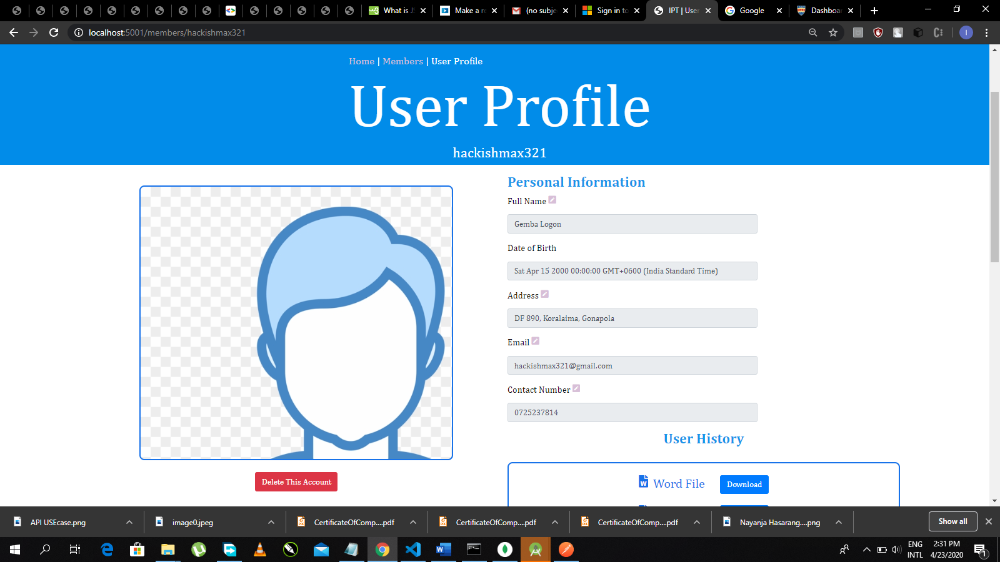 What is JS
Make a re
(no subje
Sign in to
IPT | User
Google
Dashboar
localhost:5001/members/hackishmax321
I
Home | Members | User Profile
User Profile
hackishmax321
Personal Information
Full Name
Gemba Logon
Date of Birth
Sat Apr 15 2000 00:00:00 GMT+0600 (India Standard Time)
Address
DF 890, Koralaima, Gonapola
Email
hackishmax321@gmail.com
Contact Number
0725237814
User History
Word File
Download
Delete This Account
API USEcase.png
image0.jpeg
CertificateOfComp....pdf
CertificateOfComp....pdf
CertificateOfComp....pdf
Nayanja Hasarang....png
Show all
ENG
INTL
2:31 PM
4/23/2020
1